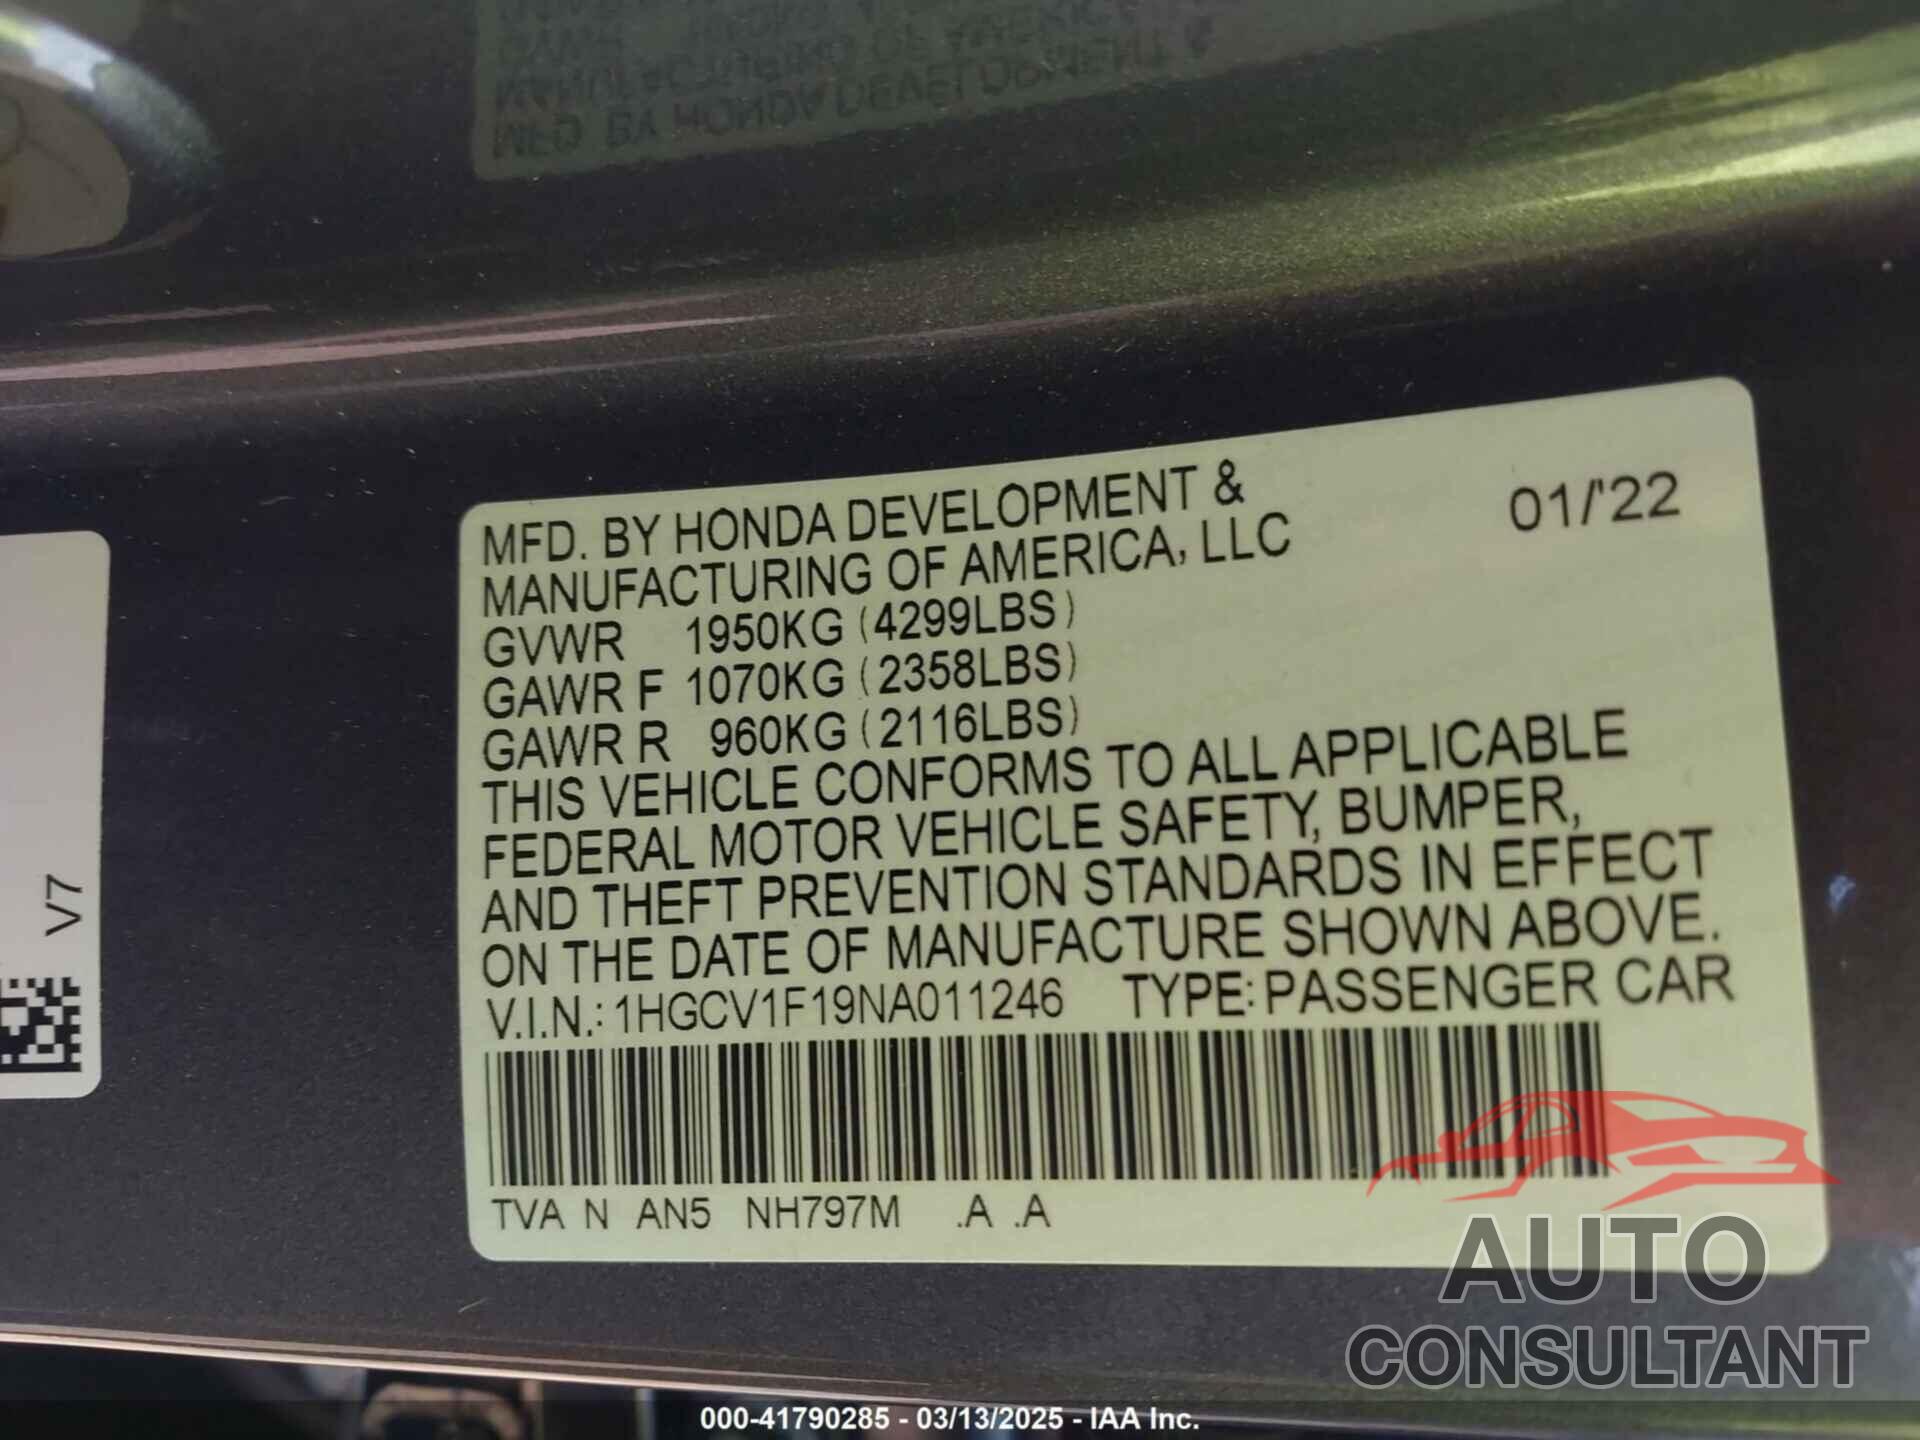 MFD. BY HONDA DEVELOPMENT &
MANUFACTURING OF AMERICA, LLC
01/'22
GVWR 1950KG (4299LBS)
GAWR F 1070KG (2358LBS)
GAWR R 960KG (2116LBS)
THIS VEHICLE CONFORMS TO ALL APPLICABLE
FEDERAL MOTOR VEHICLE SAFETY, BUMPER,
AND THEFT PREVENTION STANDARDS IN EFFECT
ON THE DATE OF MANUFACTURE SHOWN ABOVE.
V.I.N.: 1HGCV1F19NA011246 TYPE: PASSENGER CAR
TVA N AN5 NH797M .A .A
V7
AUTO
CONSULTANT
000-41790285 - 03/13/2025 - IAA Inc.